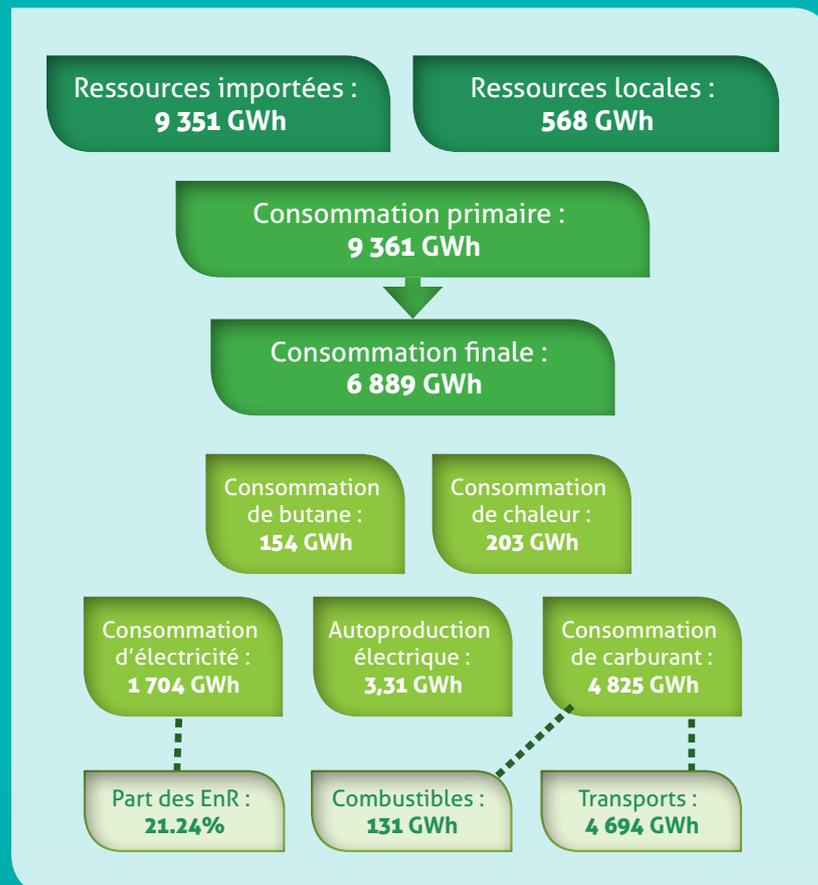 Ressources importées :
9 351 GWh
Ressources locales :
568 GWh
Consommation primaire :
9 361 GWh
Consommation finale :
6 889 GWh
Consommation
de butane :
154 GWh
Consommation
de chaleur :
203 GWh
Consommation
d'électricité :
1 704 GWh
Autoproduction
électrique :
3,31 GWh
Consommation
de carburant :
4 825 GWh
Part des EnR :
21.24%
Combustibles :
131 GWh
Transports :
4 694 GWh